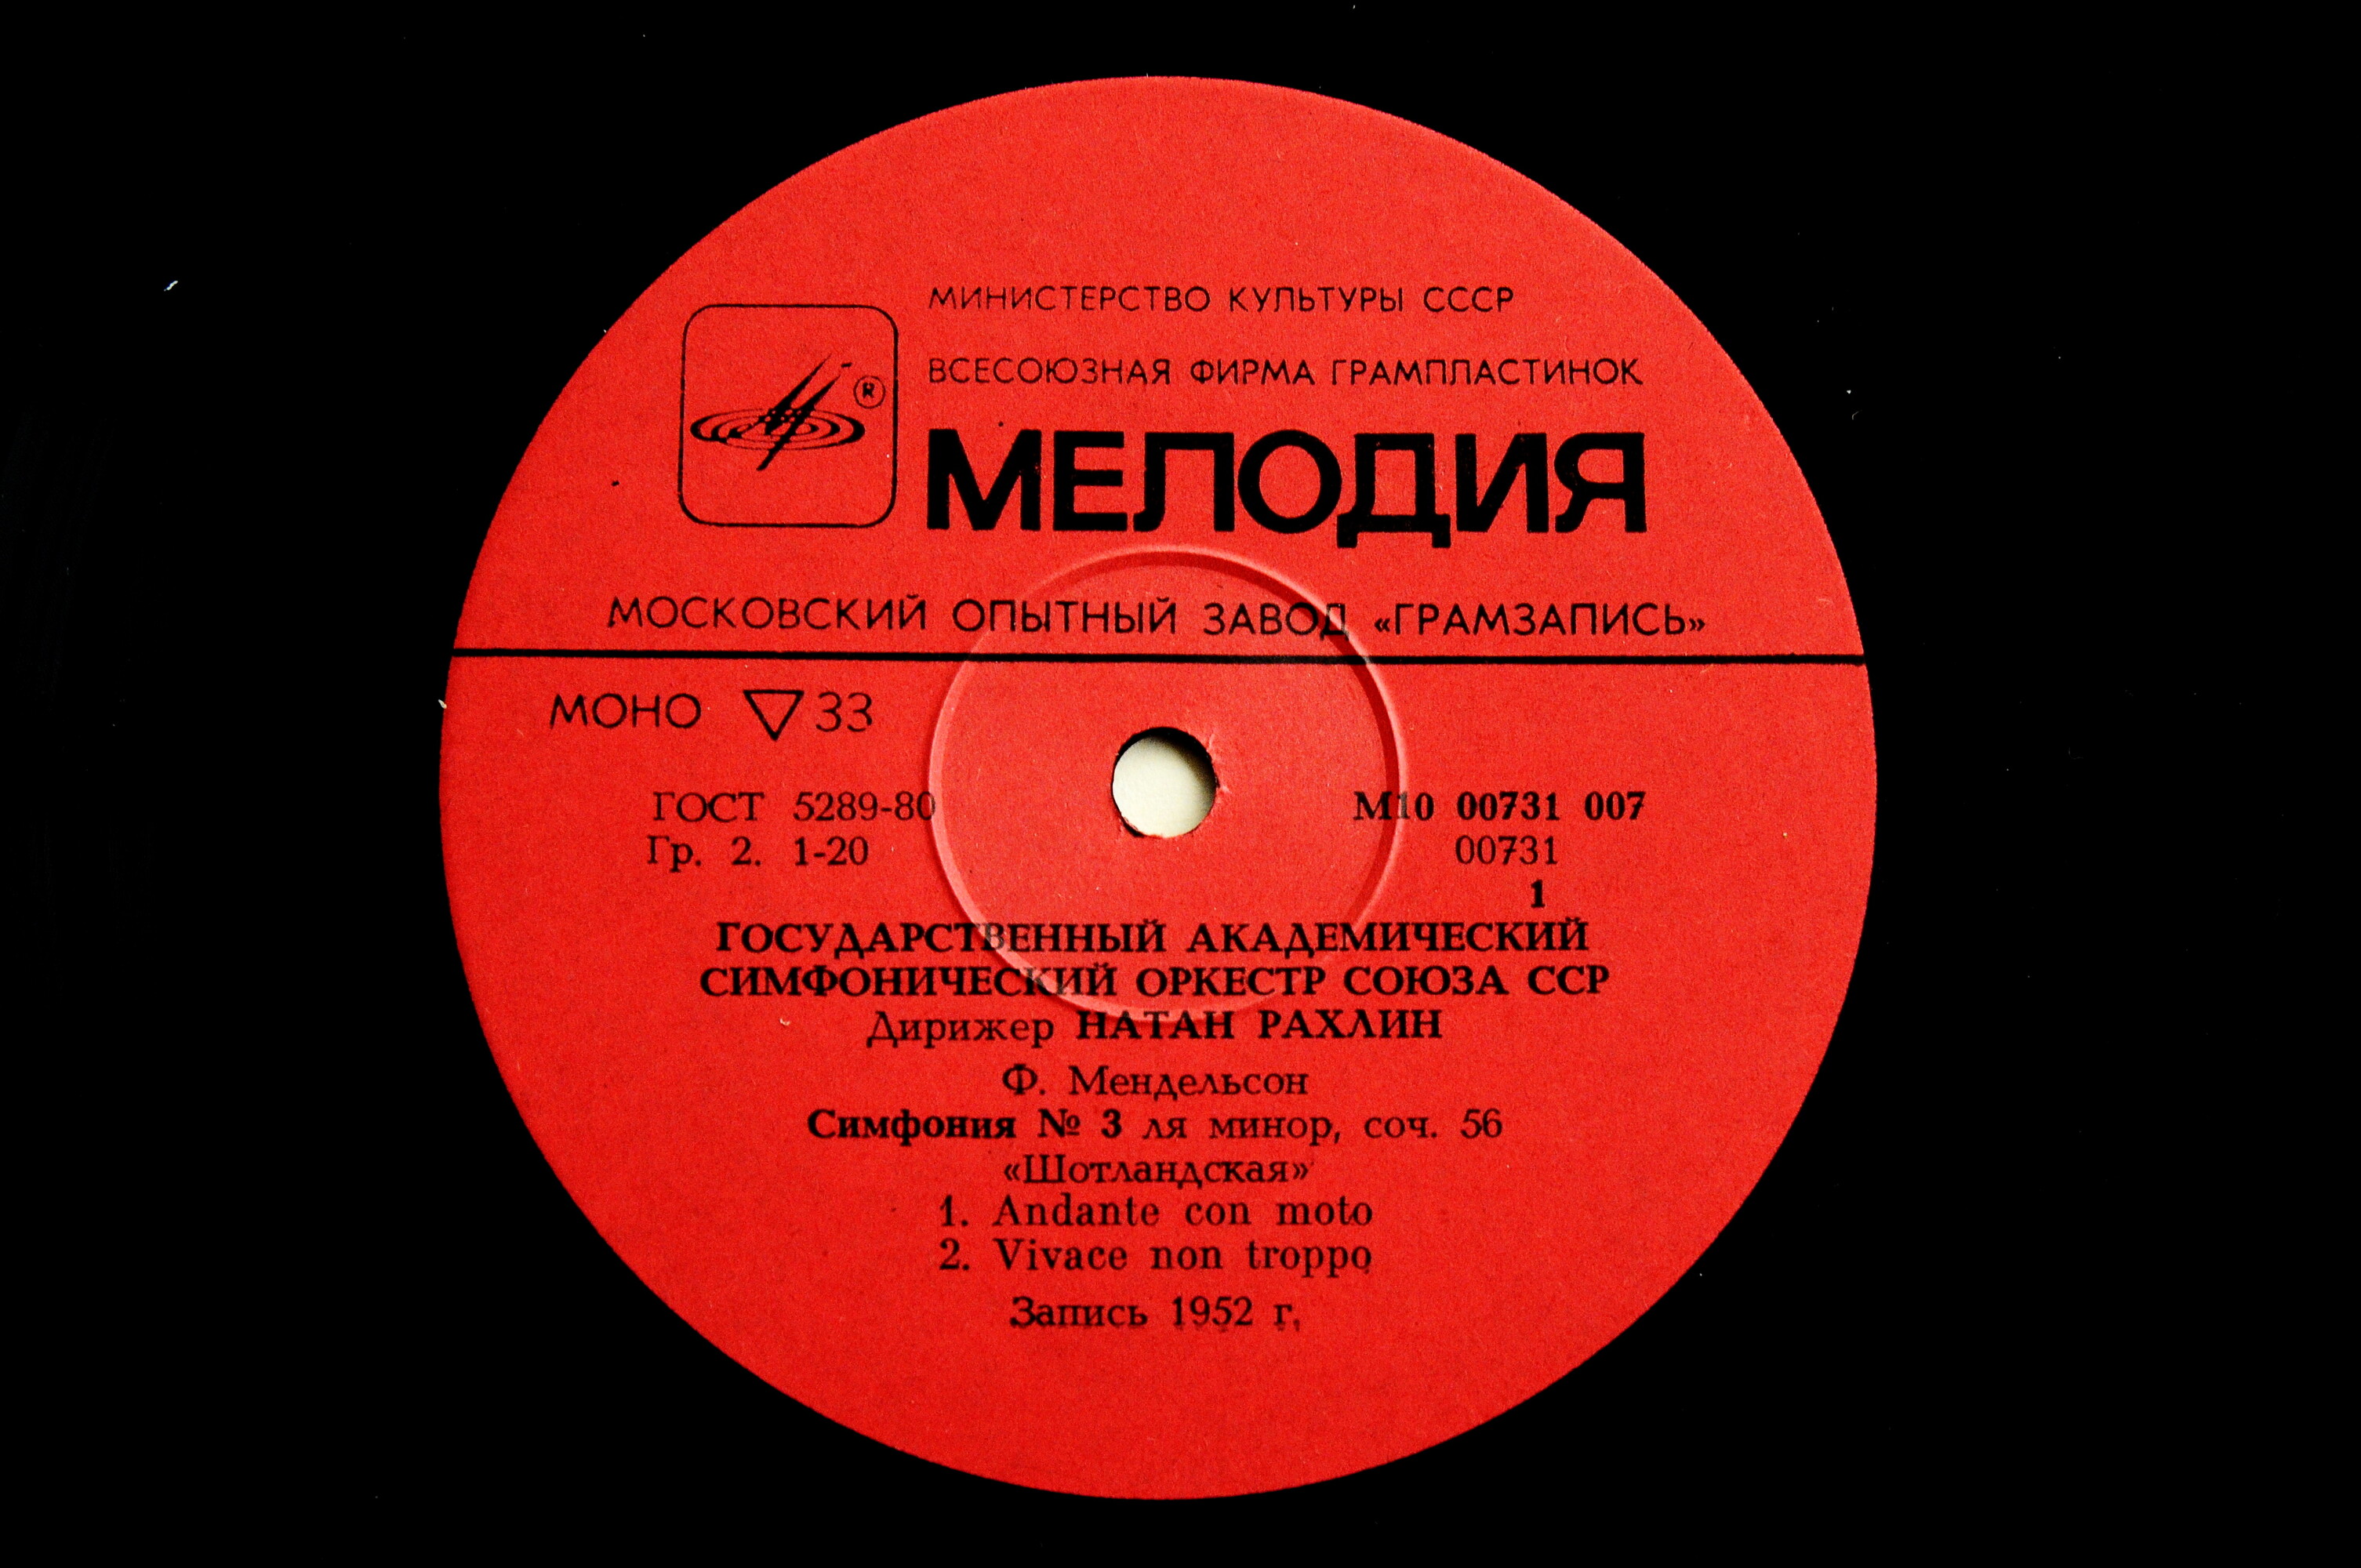 МИНИСТЕРСТВО КУЛЬТУРЫ СССР
ВСЕСОЮЗНАЯ ФИРМА ГРАМПЛАСТИНОК
®
МЕЛОДИЯ
МОСКОВСКИЙ ОПЫТНЫЙ ЗАВОД «ГРАМЗАПИСЬ»
МОНО ▽ 33
ГОСТ 5289-80 М10 00731 007
Гр. 2. 1-20 00731
1
ГОСУДАРСТВЕННЫЙ АКАДЕМИЧЕСКИЙ
СИМФОНИЧЕСКИЙ ОРКЕСТР СОЮЗА ССР
Дирижер НАТАН РАХЛИН
Ф. Мендельсон
Симфония № 3 ля минор, соч. 56
«Шотландская»
1. Andante con moto
2. Vivace non troppo
Запись 1952 г.